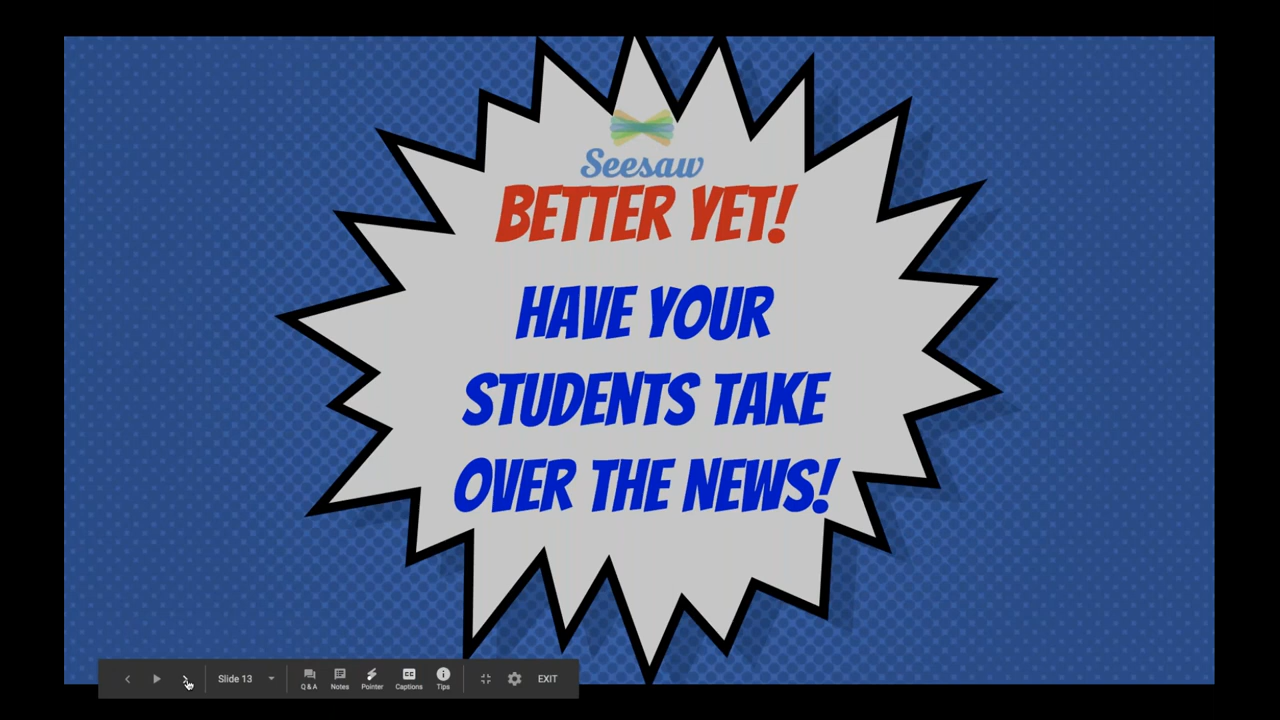 Seesaw
BETTER YET!
HAVE YOUR
STUDENTS TAKE
OVER THE NEWS!
Slide 13
Q & A
Notes
Pointer
Captions
Tips
EXIT